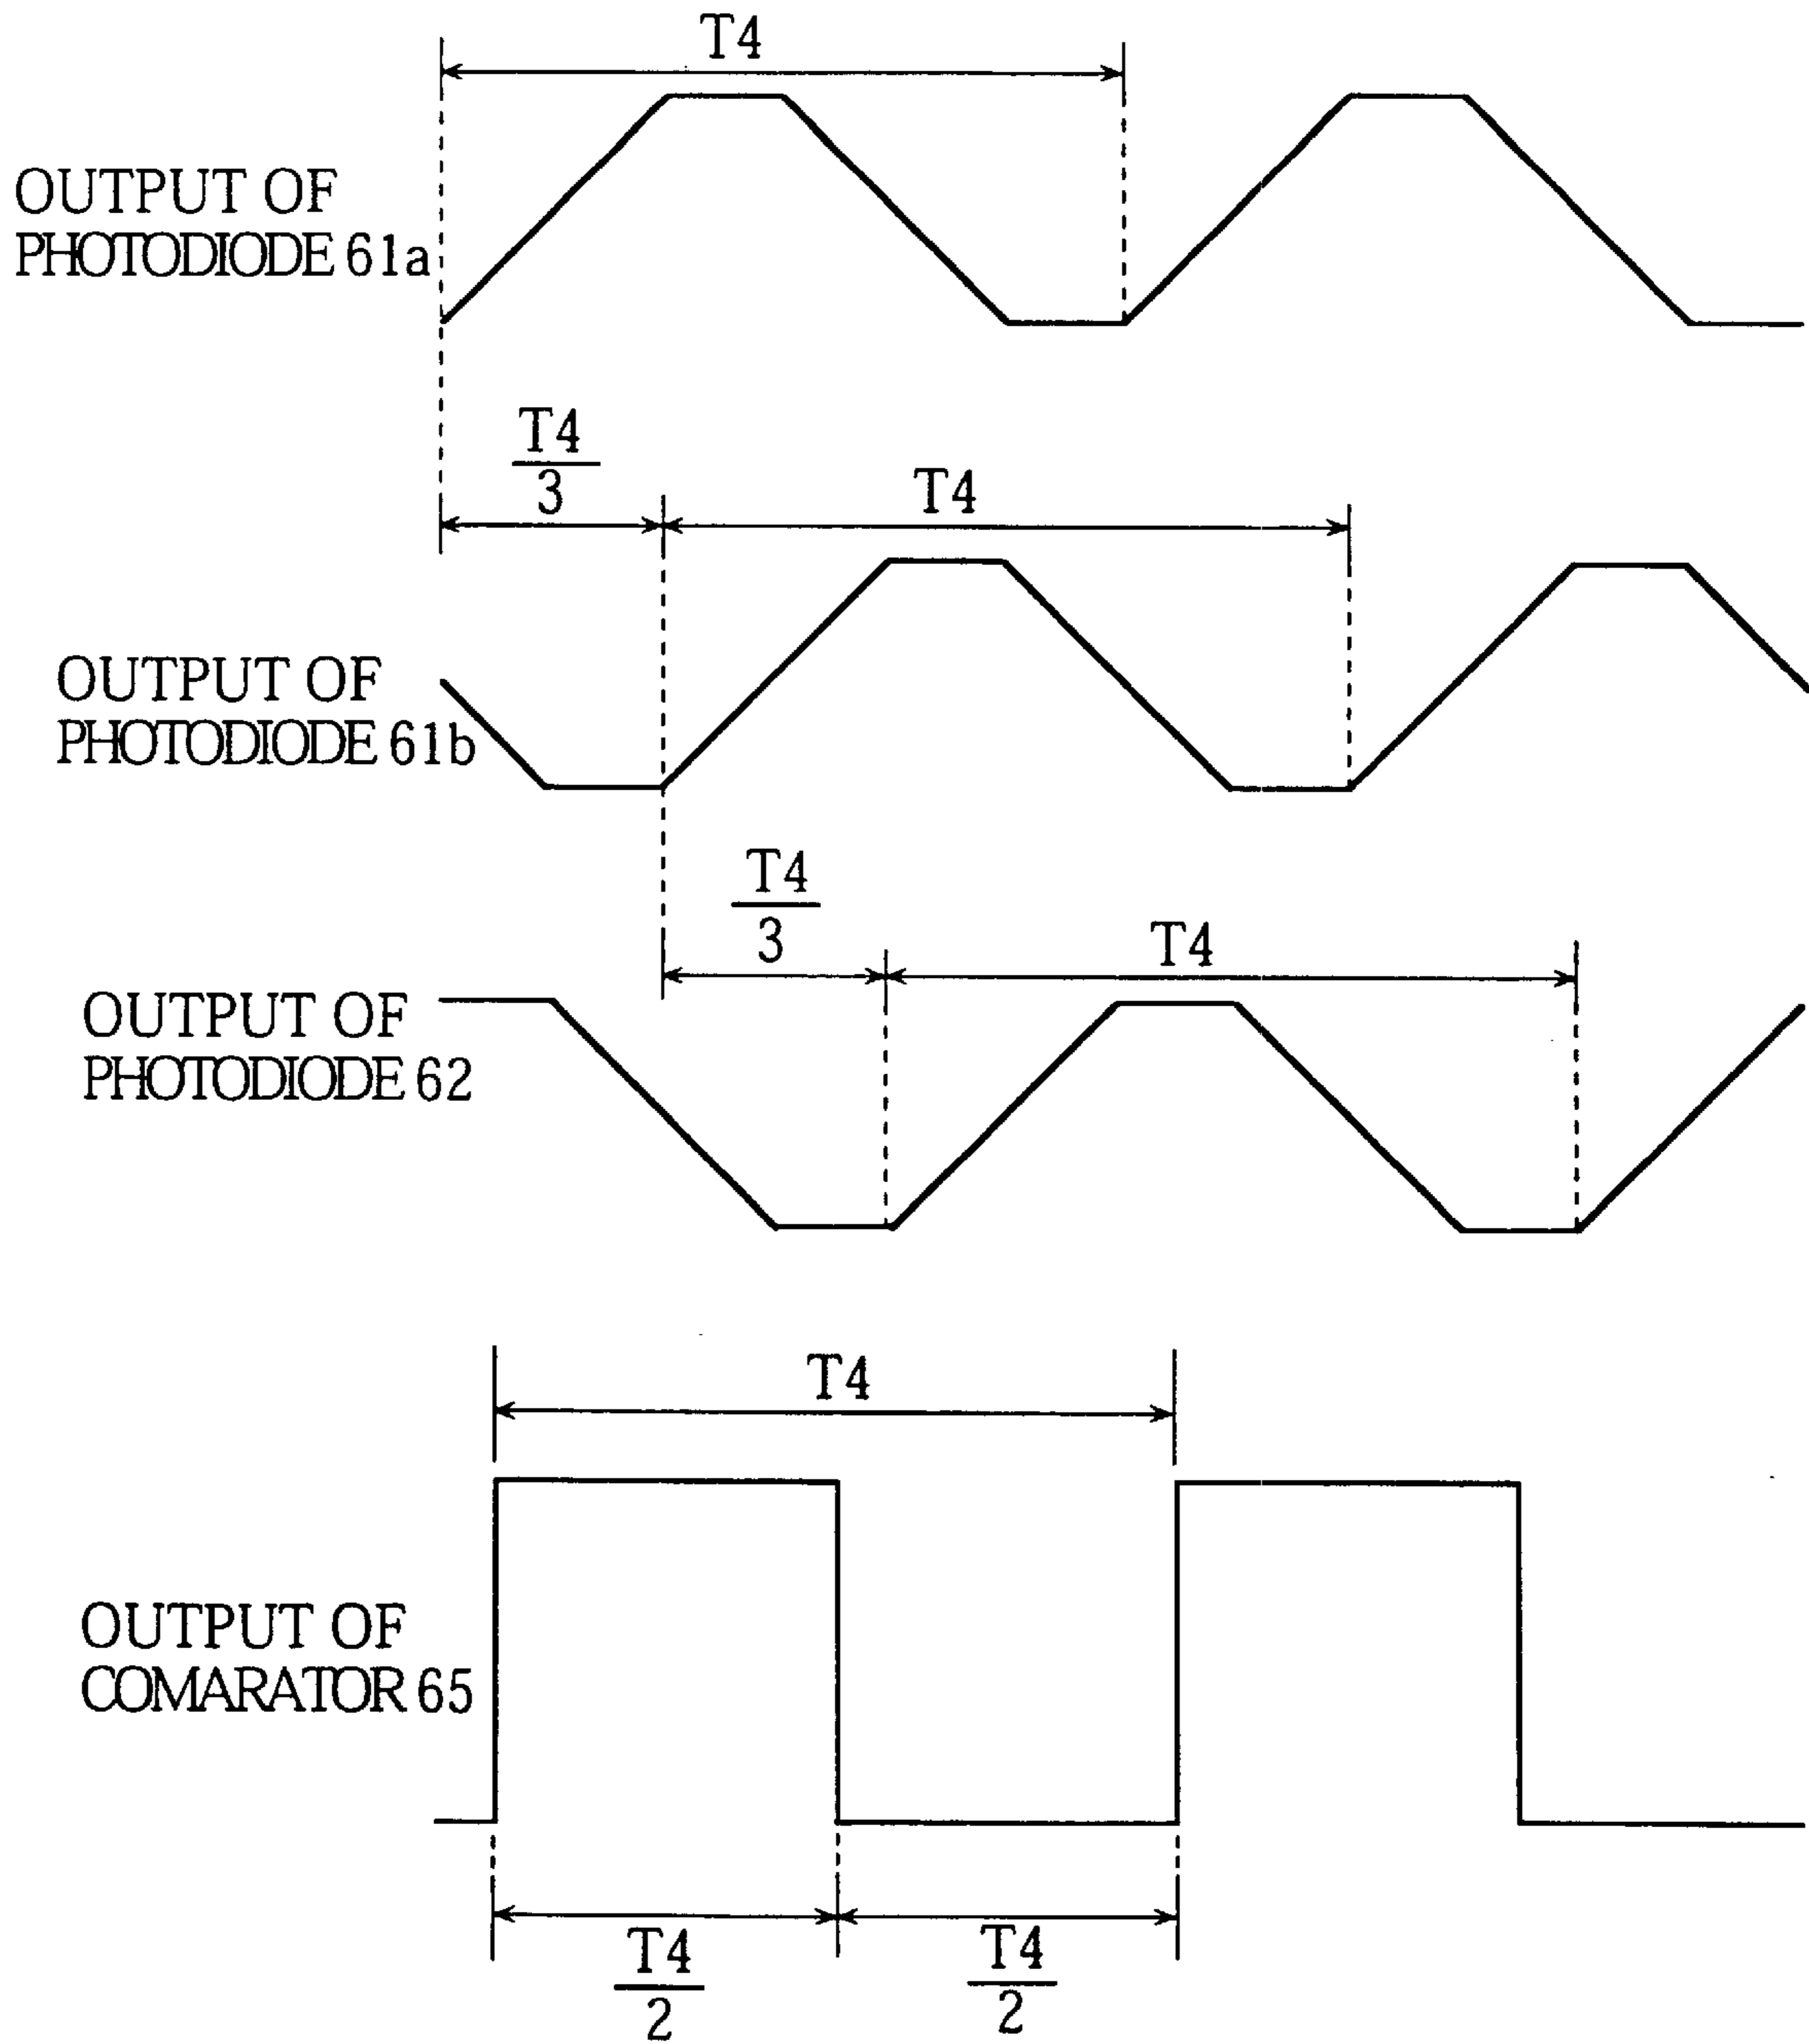 T4
OUTPUT OF
PHOTODIODE 61a
T4
3
T4
OUTPUT OF
PHOTODIODE 61b
T4
3
T4
OUTPUT OF
PHOTODIODE 62
T4
OUTPUT OF
COMARATOR 65
T4
2
T4
2